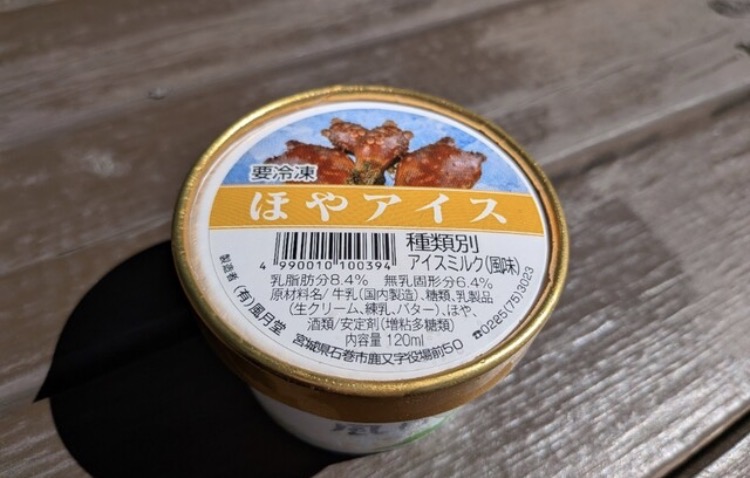 要冷凍
ほやアイス
4 990010 100394
種類別
アイスミルク(風味)
乳脂肪分8.4% 無乳固形分6.4%
原材料名/牛乳(国内製造)、糖類、乳製品
(生クリーム、練乳、バター)、ほや、
酒類/安定剤(増粘多糖類)
内容量 120ml
製造者 (有)風月堂 宮城県石巻市鹿又字役場前50 ☎0225(75)3023